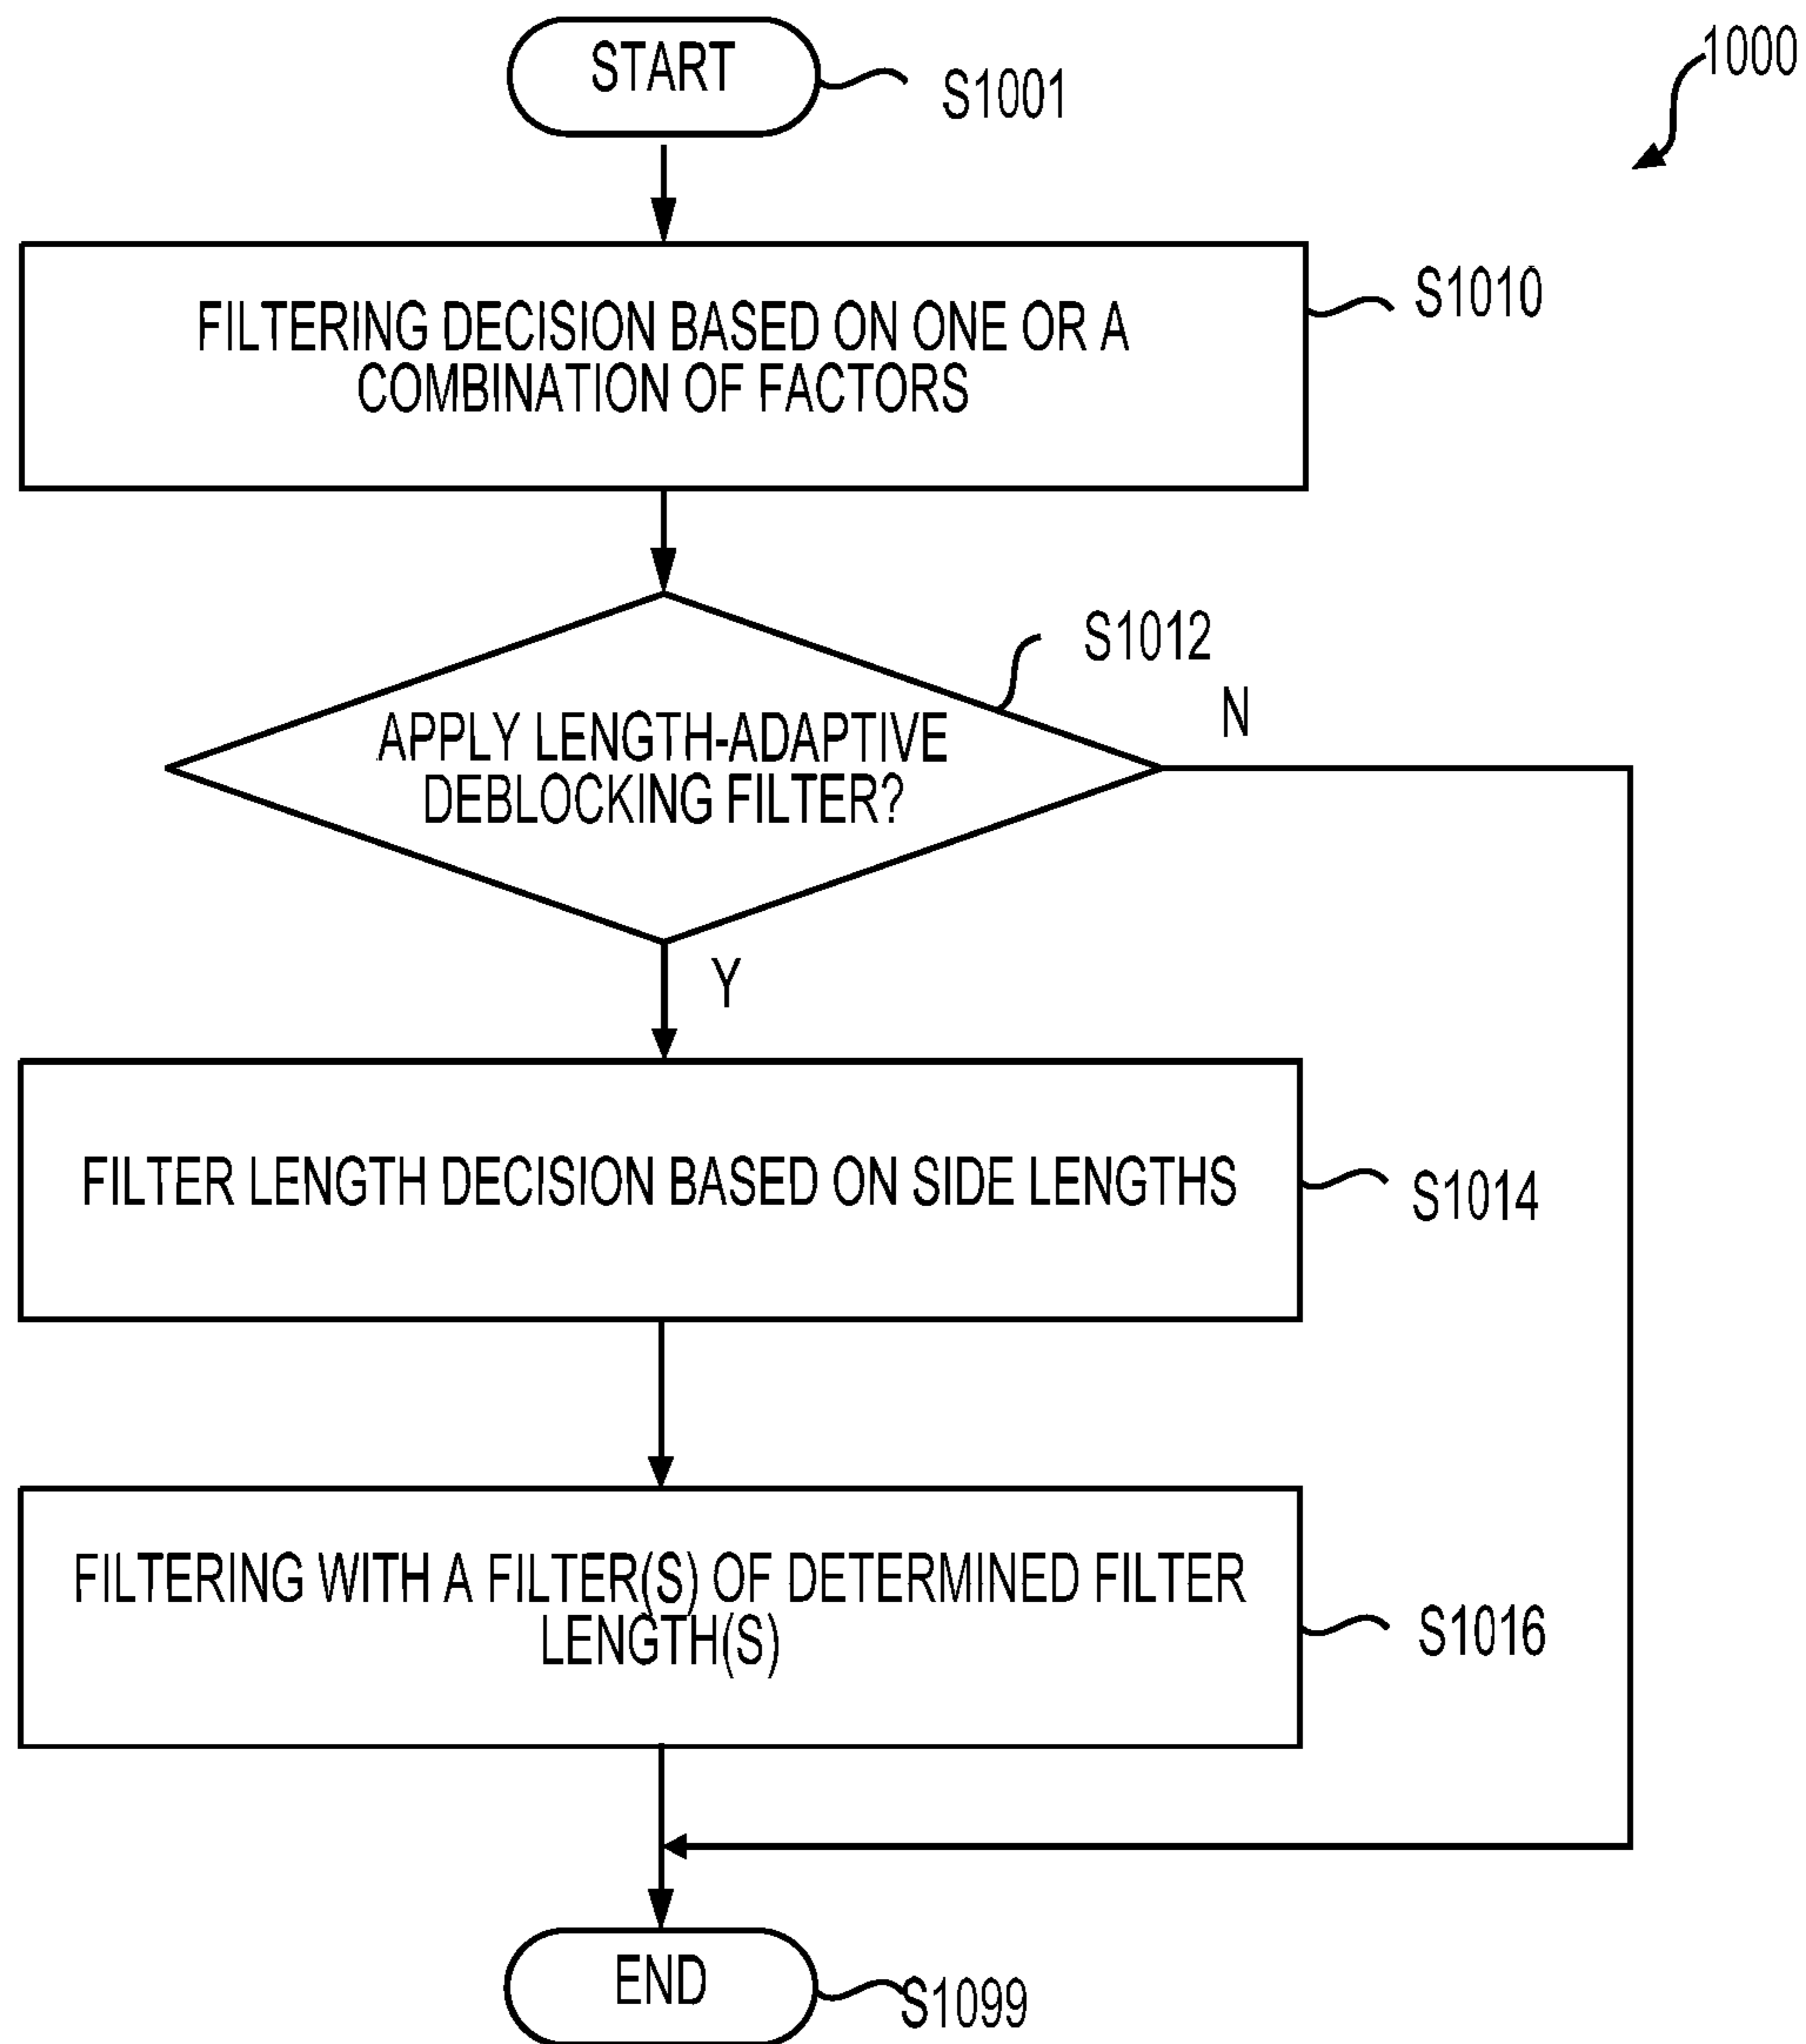 START
S1001
1000
FILTERING DECISION BASED ON ONE OR A
COMBINATION OF FACTORS
S1010
S1012
APPLY LENGTH-ADAPTIVE
DEBLOCKING FILTER?
N
Y
FILTER LENGTH DECISION BASED ON SIDE LENGTHS
S1014
FILTERING WITH A FILTER(S) OF DETERMINED FILTER
LENGTH(S)
S1016
END
S1099